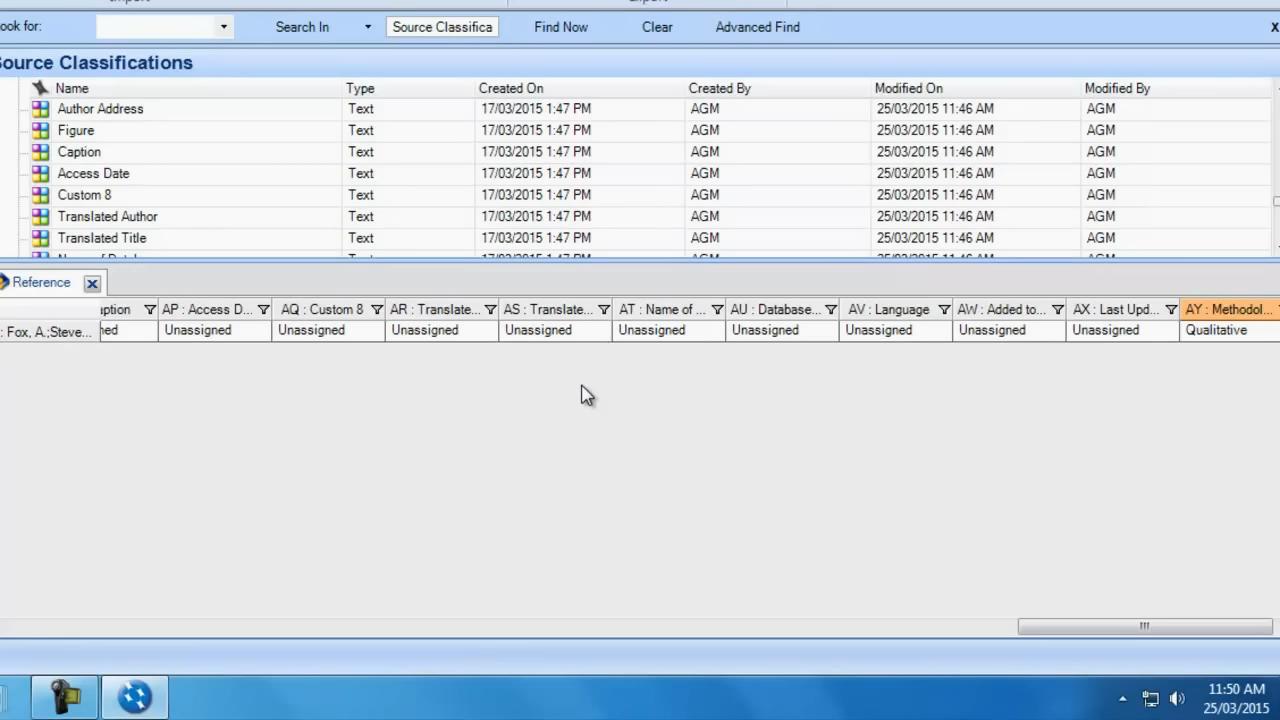 ook for: Search In Source Classifica Find Now Clear Advanced Find X
ource Classifications
Name Type Created On Created By Modified On Modified By
Author Address Text 17/03/2015 1:47 PM AGM 25/03/2015 11:46 AM AGM
Figure Text 17/03/2015 1:47 PM AGM 25/03/2015 11:46 AM AGM
Caption Text 17/03/2015 1:47 PM AGM 25/03/2015 11:46 AM AGM
Access Date Text 17/03/2015 1:47 PM AGM 25/03/2015 11:46 AM AGM
Custom 8 Text 17/03/2015 1:47 PM AGM 25/03/2015 11:46 AM AGM
Translated Author Text 17/03/2015 1:47 PM AGM 25/03/2015 11:46 AM AGM
Translated Title Text 17/03/2015 1:47 PM AGM 25/03/2015 11:46 AM AGM
Reference
ption AP : Access D... AQ : Custom 8 AR : Translate... AS : Translate... AT : Name of ... AU : Database... AV : Language AW : Added to... AX : Last Upd... AY : Methodol...
: Fox, A.;Steve... ned Unassigned Unassigned Unassigned Unassigned Unassigned Unassigned Unassigned Unassigned Unassigned Qualitative
11:50 AM
25/03/2015